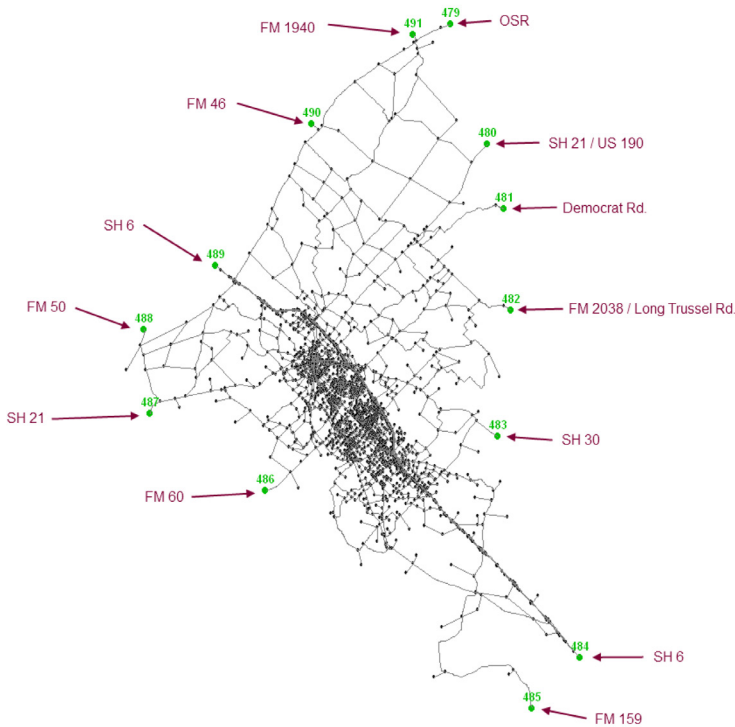 479
OSR
FM 1940
491
FM 46
490
480
SH 21 / US 190
481
Democrat Rd.
SH 6
489
482
FM 2038 / Long Trussel Rd.
FM 50
488
487
SH 21
483
SH 30
486
FM 60
484
SH 6
485
FM 159